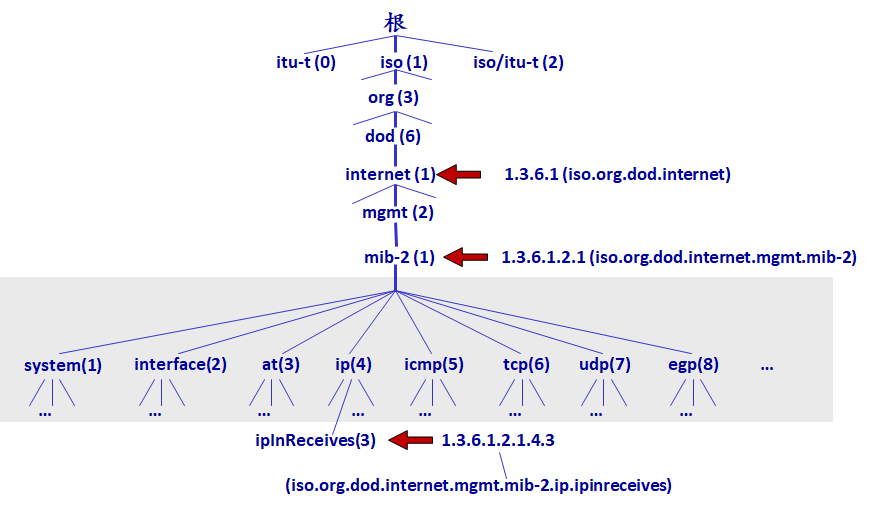 根
itu-t (0) iso (1) iso/itu-t (2)
org (3)
dod (6)
internet (1) 1.3.6.1 (iso.org.dod.internet)
mgmt (2)
mib-2 (1) 1.3.6.1.2.1 (iso.org.dod.internet.mgmt.mib-2)
system(1) interface(2) at(3) ip(4) icmp(5) tcp(6) udp(7) egp(8) ...
... ... ... ... ... ... ... ...
ipInReceives(3) 1.3.6.1.2.1.4.3
(iso.org.dod.internet.mgmt.mib-2.ip.ipinreceives)